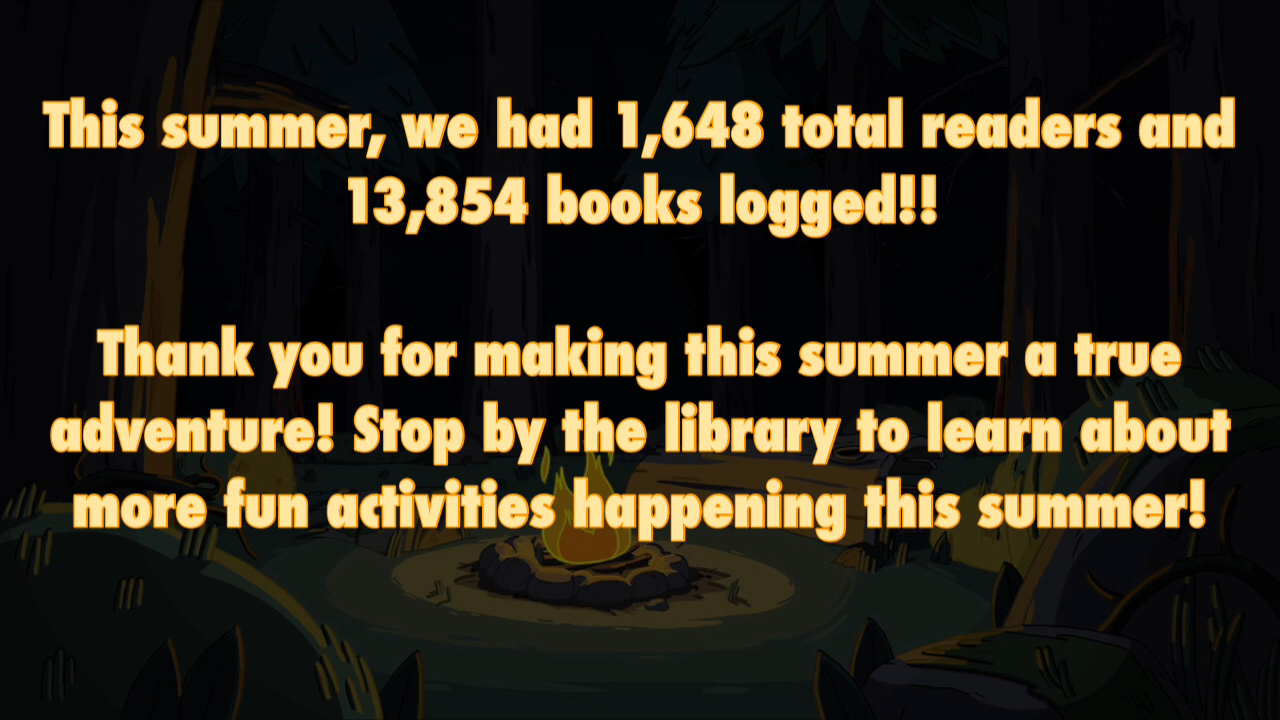 This summer, we had 1,648 total readers and
13,854 books logged!!
Thank you for making this summer a true
adventure! Stop by the library to learn about
more fun activities happening this summer!